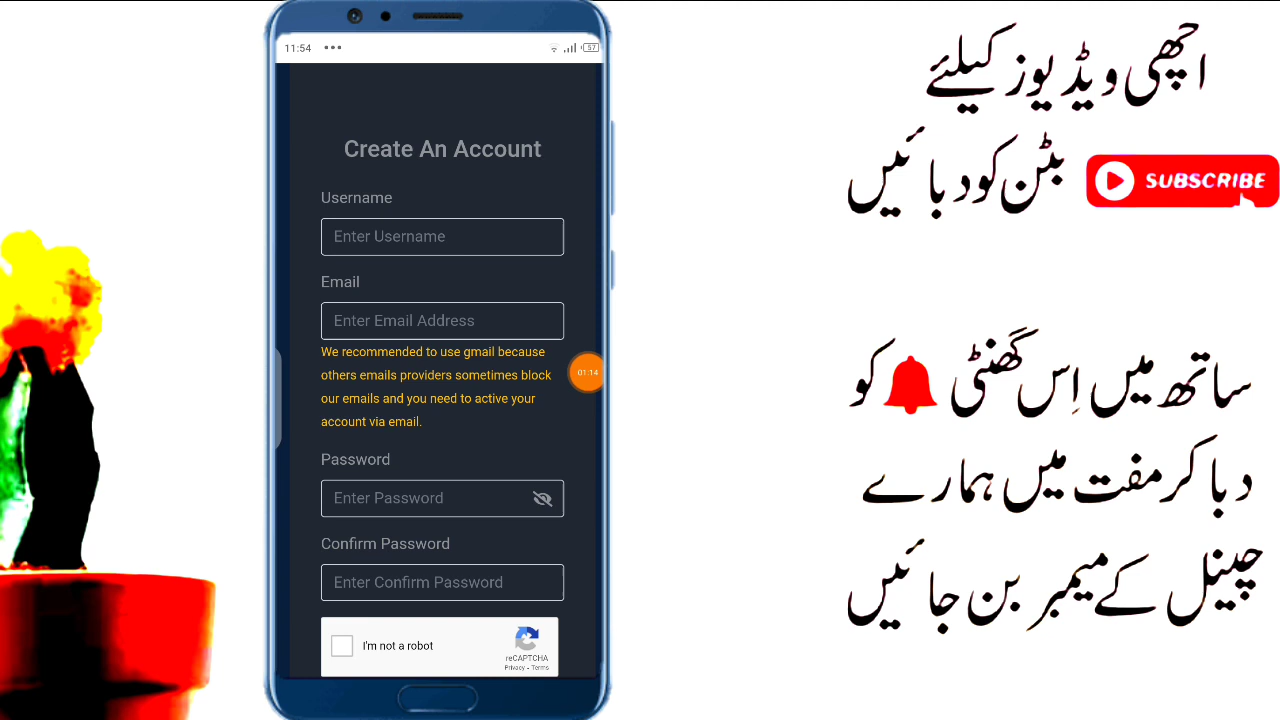 11:54
57
Create An Account
Username
Enter Username
Email
Enter Email Address
We recommended to use gmail because
others emails providers sometimes block
our emails and you need to active your
account via email.
01:14
Password
Enter Password
Confirm Password
Enter Confirm Password
I'm not a robot
reCAPTCHA
Privacy - Terms
اچھی ویڈیوز کیلئے
SUBSCRIBE بٹن کو دبائیں
ساتھ میں اِس گھنٹی کو
دبا کر مفت میں ہمارے
چینل کے میمبر بن جائیں